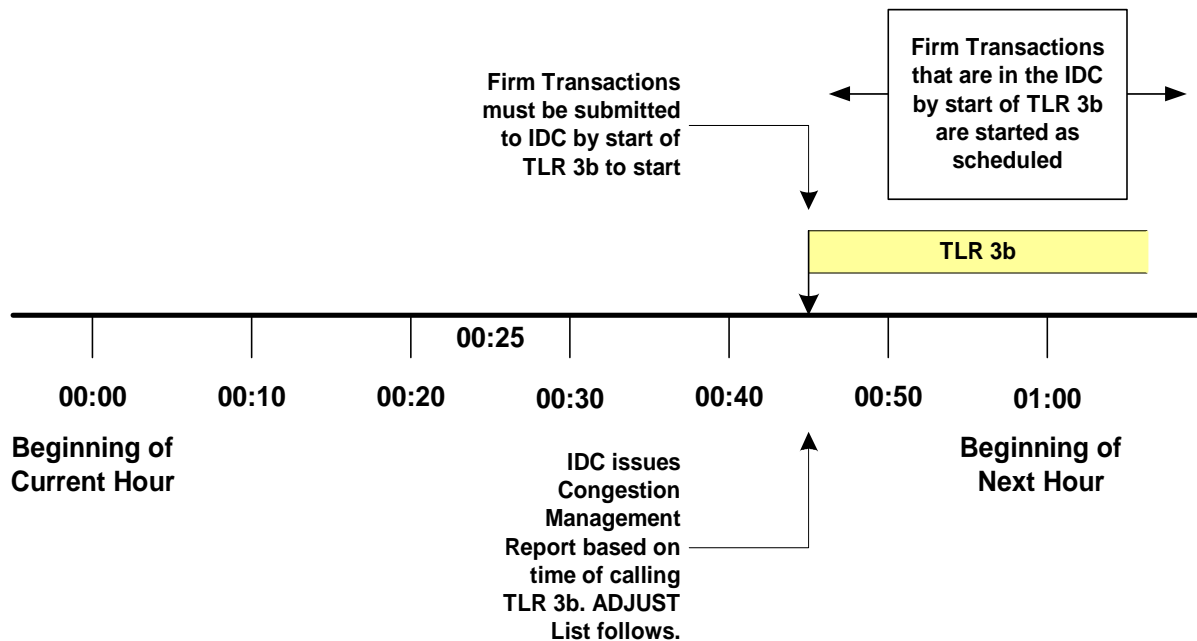 Firm Transactions
must be submitted
to IDC by start of
TLR 3b to start
Firm Transactions
that are in the IDC
by start of TLR 3b
are started as
scheduled
TLR 3b
00:25
00:00
00:10
00:20
00:30
00:40
00:50
01:00
Beginning of
Current Hour
IDC issues
Congestion
Management
Report based on
time of calling
TLR 3b. ADJUST
List follows.
Beginning of
Next Hour